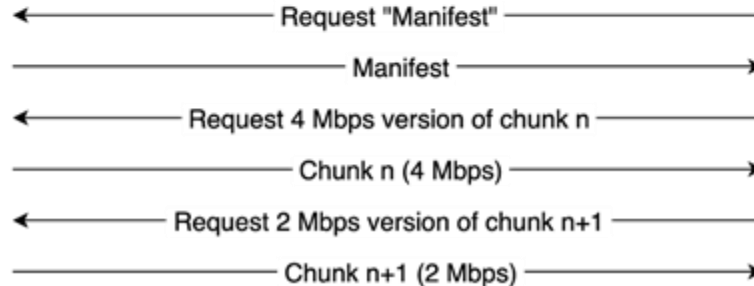 Request "Manifest"
Manifest
Request 4 Mbps version of chunk n
Chunk n (4 Mbps)
Request 2 Mbps version of chunk n+1
Chunk n+1 (2 Mbps)